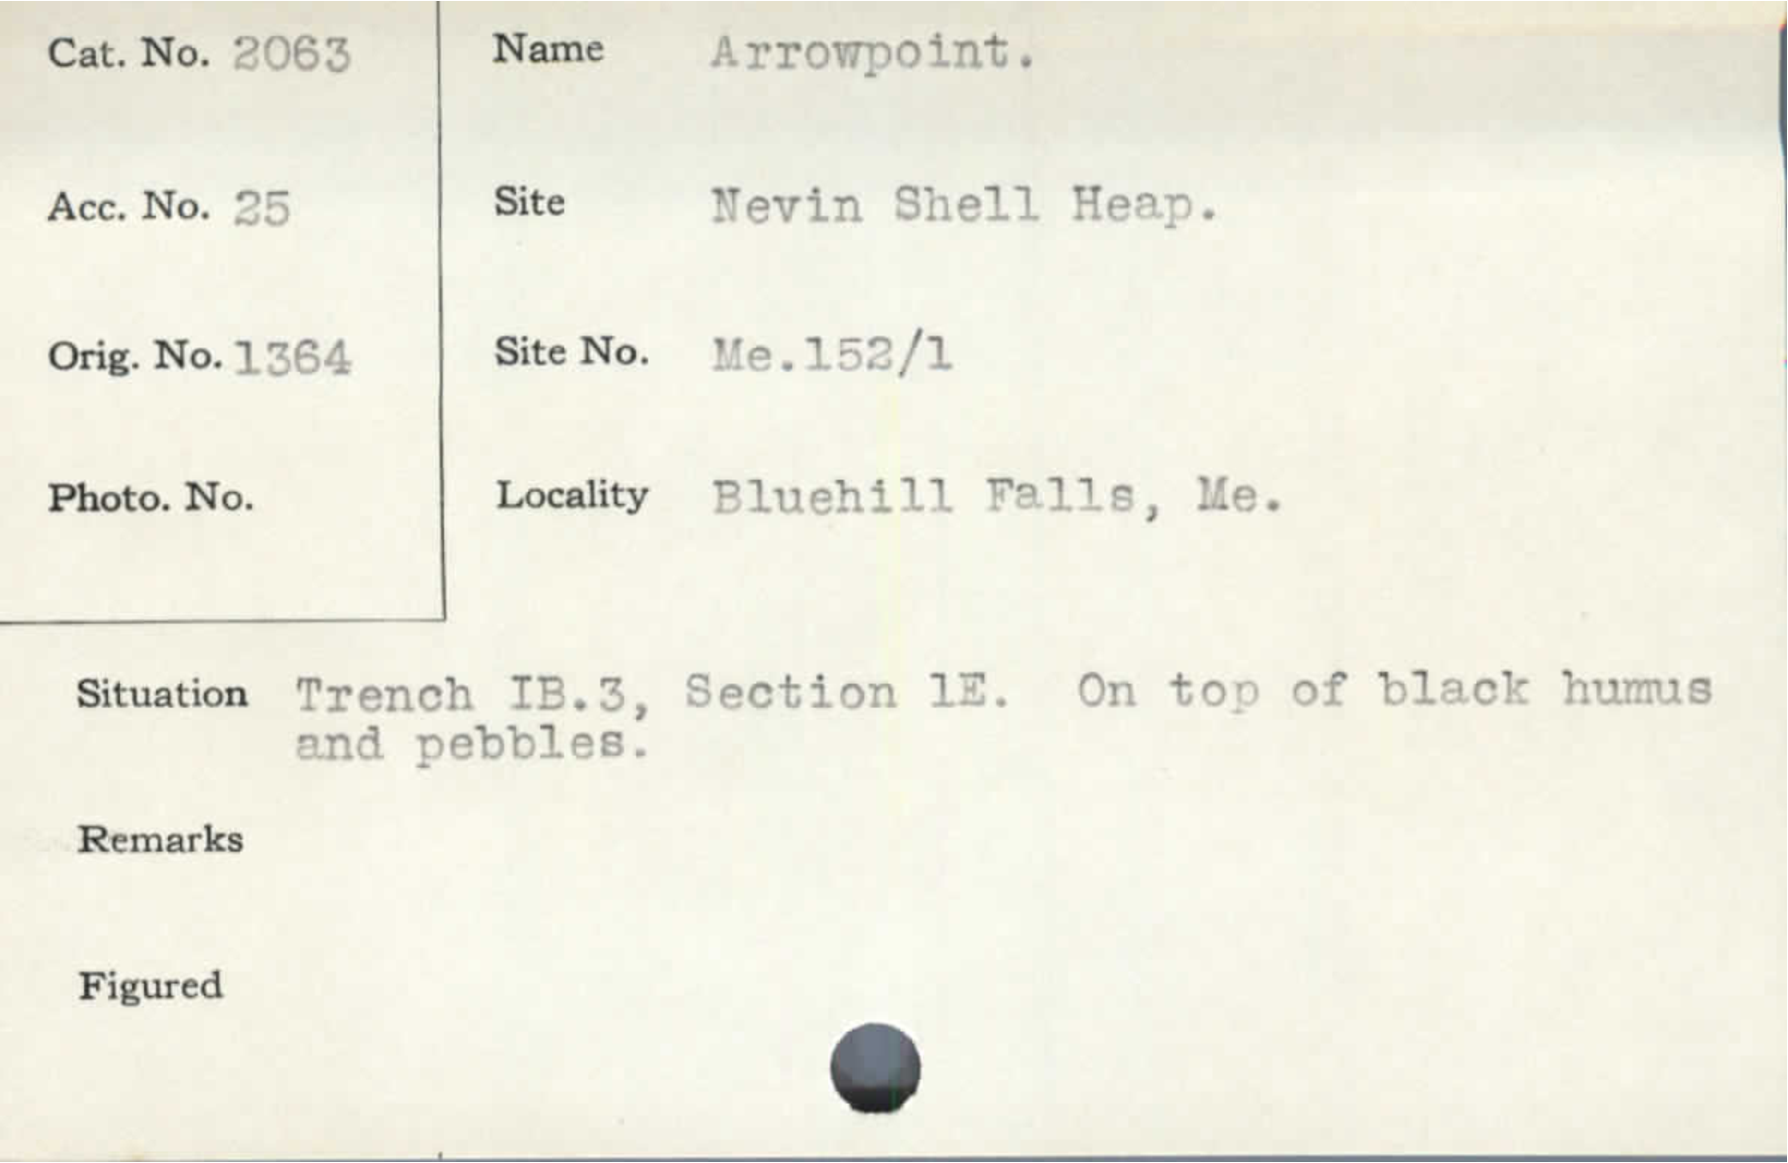 Cat. No. 2063
Name Arrowpoint.
Acc. No. 25
Site Nevin Shell Heap.
Orig. No. 1364
Site No. Me.152/1
Photo. No.
Locality Bluehill Falls, Me.
Situation Trench IB.3, Section 1E. On top of black humus
and pebbles.
Remarks
Figured